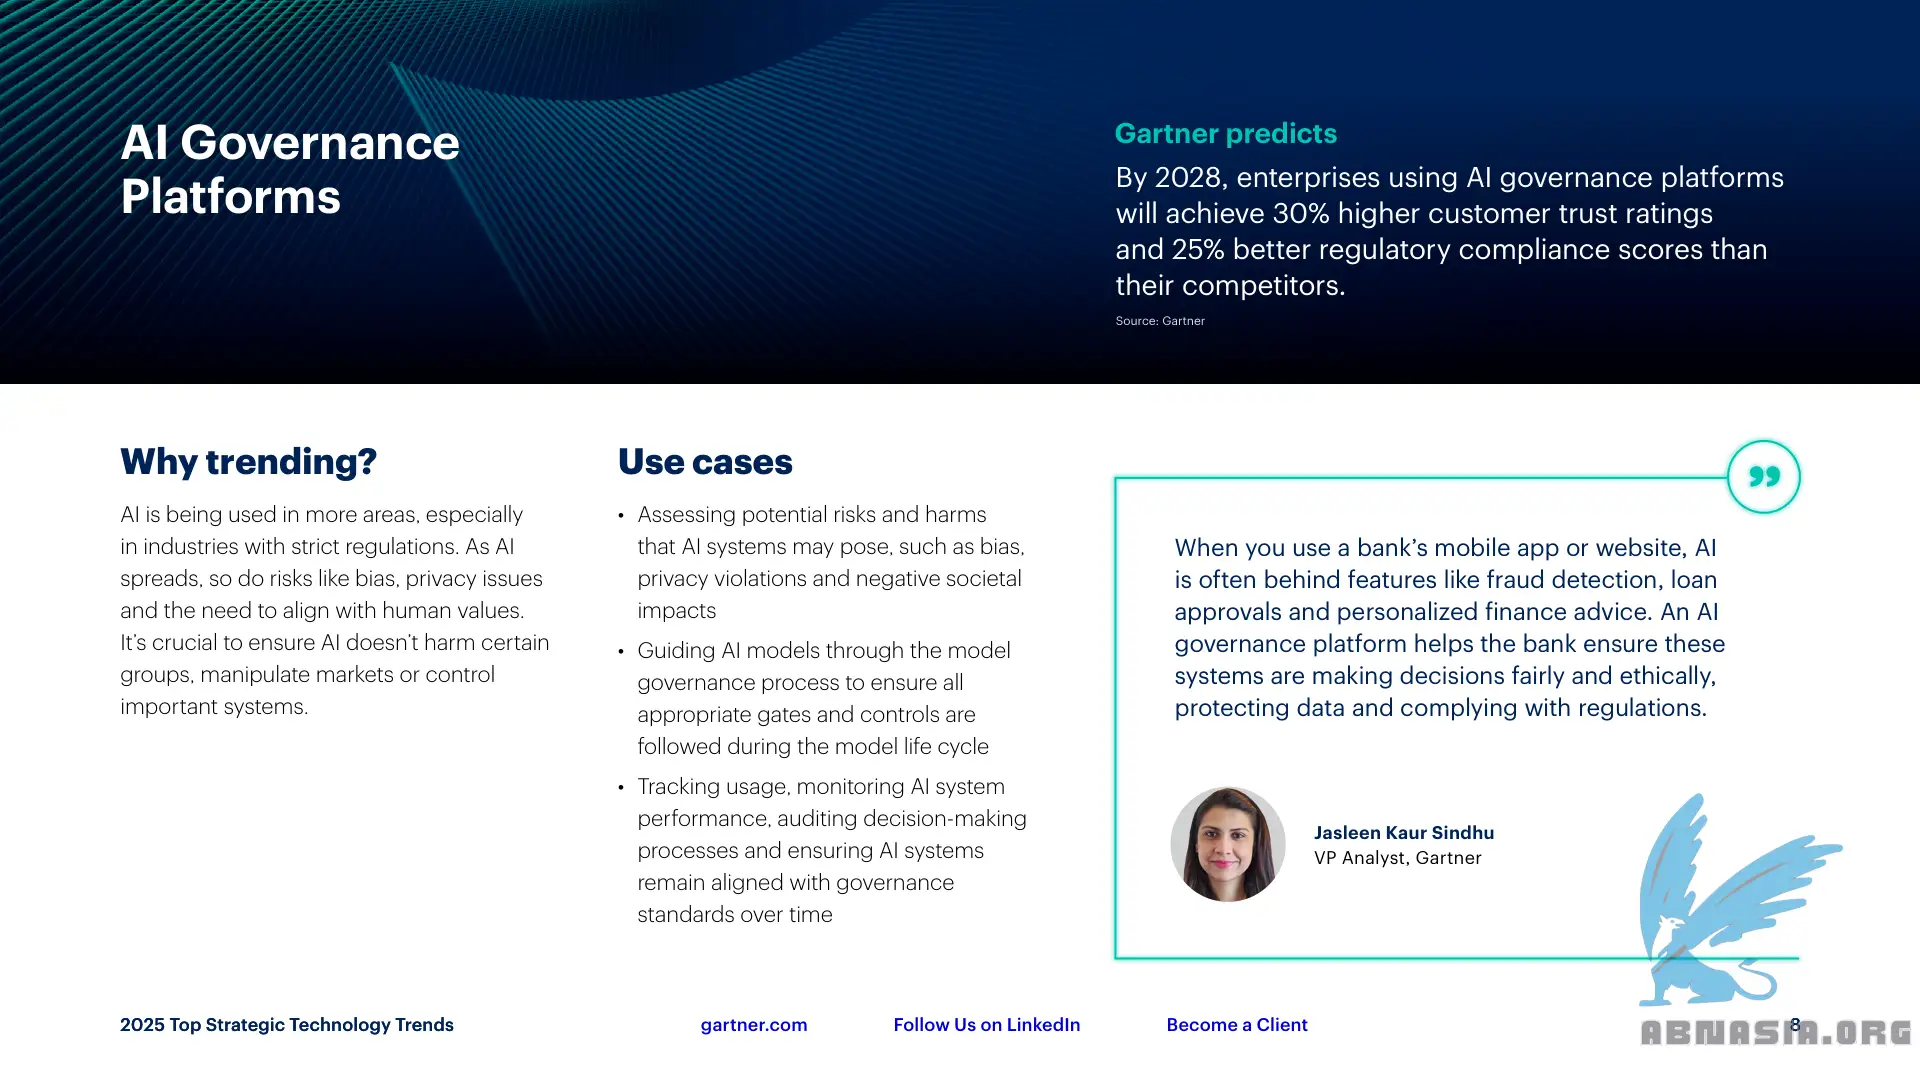 AI Governance
Platforms
Gartner predicts
By 2028, enterprises using AI governance platforms
will achieve 30% higher customer trust ratings
and 25% better regulatory compliance scores than
their competitors.
Source: Gartner
Why trending?
AI is being used in more areas, especially
in industries with strict regulations. As AI
spreads, so do risks like bias, privacy issues
and the need to align with human values.
It’s crucial to ensure AI doesn’t harm certain
groups, manipulate markets or control
important systems.
Use cases
• Assessing potential risks and harms
that AI systems may pose, such as bias,
privacy violations and negative societal
impacts
• Guiding AI models through the model
governance process to ensure all
appropriate gates and controls are
followed during the model life cycle
• Tracking usage, monitoring AI system
performance, auditing decision-making
processes and ensuring AI systems
remain aligned with governance
standards over time
”
When you use a bank’s mobile app or website, AI
is often behind features like fraud detection, loan
approvals and personalized finance advice. An AI
governance platform helps the bank ensure these
systems are making decisions fairly and ethically,
protecting data and complying with regulations.
Jasleen Kaur Sindhu
VP Analyst, Gartner
2025 Top Strategic Technology Trends
gartner.com
Follow Us on LinkedIn
Become a Client
8
ABNASIA.ORG